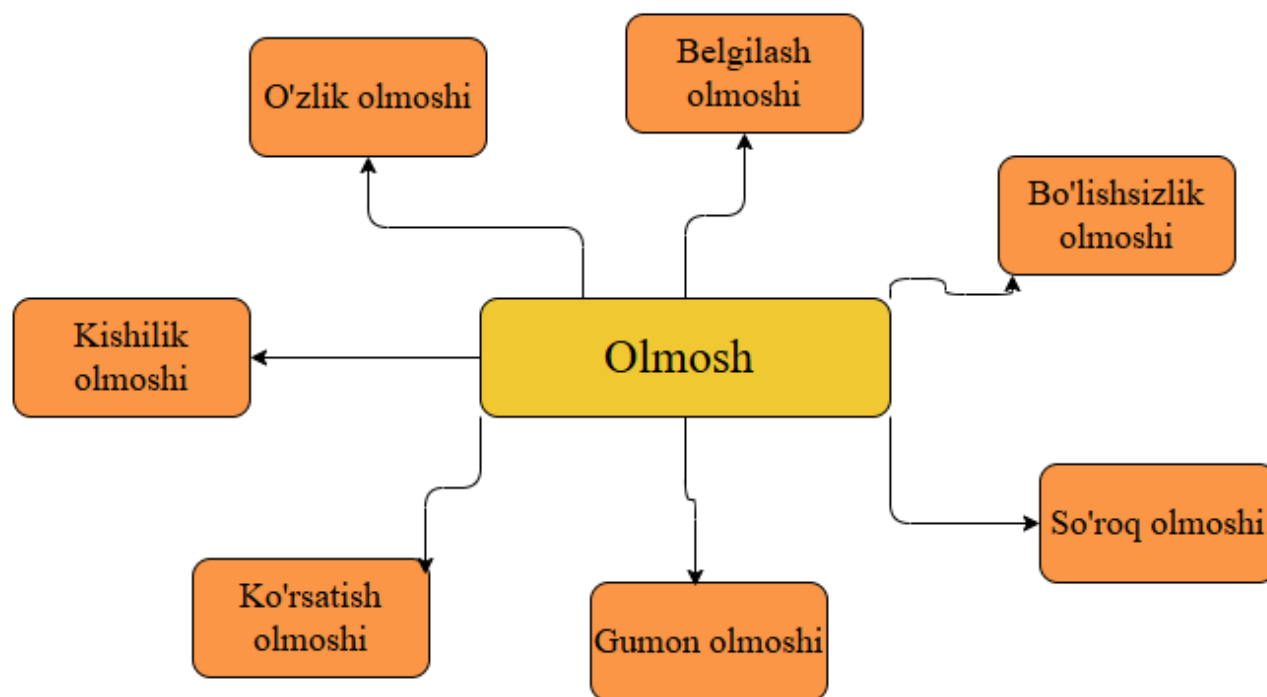 Belgilash
olmoshi
O'zlik olmoshi
Bo'lishsizlik
olmoshi
Kishilik
olmoshi
Olmosh
So'roq olmoshi
Ko'rsatish
olmoshi
Gumon olmoshi